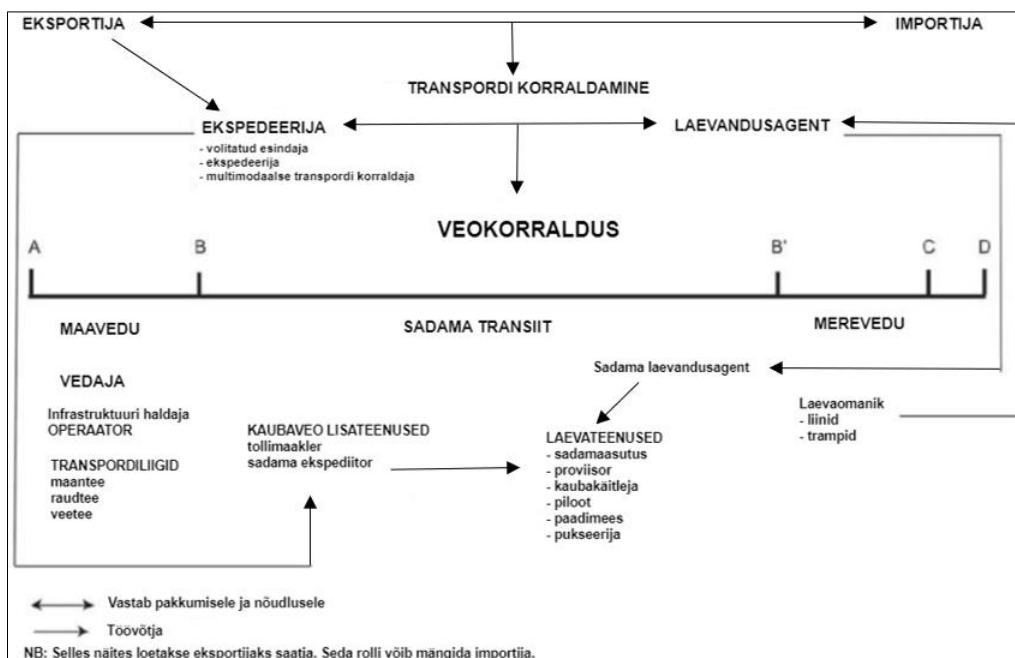 EKSPORTIJA
IMPORTIJA
TRANSPORDI KORRALDAMINE
EKSPEDEERIJA
- volitatud esindaja
- ekspedeerija
- multimodaalse transpordi korraldaja
LAEVANDUSAGENT
VEOKORRALDUS
A B B' C D
MAAVEDU
SADAMA TRANSIIT
MEREVEDU
VEDAJA
Infrastruktuuri haldaja
OPERAATOR
TRANSPORDILIIGID
maantee
raudtee
veetee
KAUBAVEO LISATEENUSED
tollimaakler
sadama ekspediitor
Sadama laevandusagent
LAEVATEENUSED
- sadamaasutus
- proviisor
- kaubakäitleja
- piloot
- paadimees
- pukseerija
Laevaomanik
- liinid
- trampid
Vastab pakkumisele ja nõudlusele
Töövõtja
NB: Selles näites loetakse eksportijaks saatja. Seda rolli võib mängida importija.